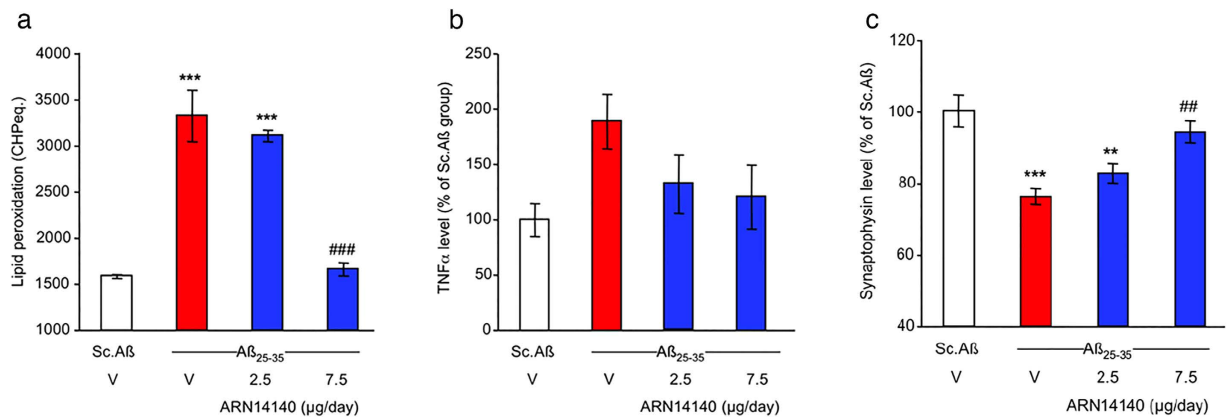 a
Lipid peroxidation (CHPeq.)
4000
3500
3000
2500
2000
1500
1000
***
***
###
Sc.Aß
Aß25-35
V
V
2.5
7.5
ARN14140 (µg/day)
b
TNFα level (% of Sc.Aß group)
250
200
150
100
50
0
Sc.Aß
Aß25-35
V
V
2.5
7.5
ARN14140 (µg/day)
c
Synaptophysin level (% of Sc.Aß)
120
100
80
60
40
***
**
##
Sc.Aß
Aß25-35
V
V
2.5
7.5
ARN14140 (µg/day)